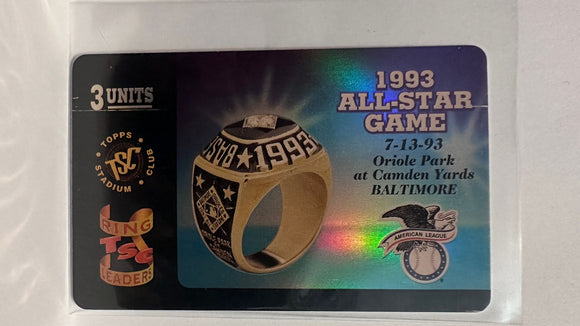 3 UNITS
TOPPS
STADIUM
CLUB
TSC
RING
TSC
LEADERS
1993
ALL-STAR
GAME
7-13-93
Oriole Park
at Camden Yards
BALTIMORE
AMERICAN LEAGUE
BAST★1993